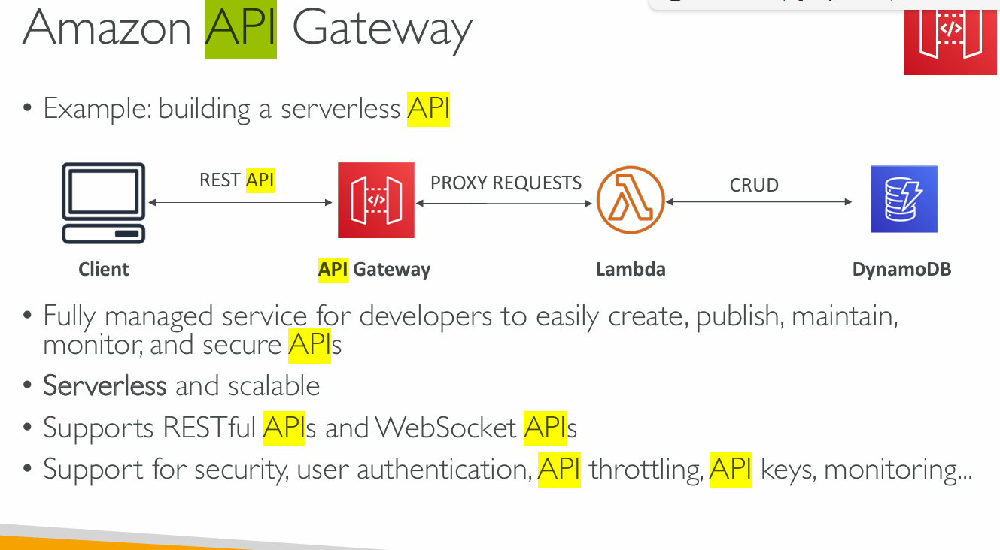 Amazon API Gateway
• Example: building a serverless API
REST API
PROXY REQUESTS
CRUD
</>
Client
API Gateway
Lambda
DynamoDB
• Fully managed service for developers to easily create, publish, maintain,
monitor, and secure APIs
• Serverless and scalable
• Supports RESTful APIs and WebSocket APIs
• Support for security, user authentication, API throttling, API keys, monitoring...